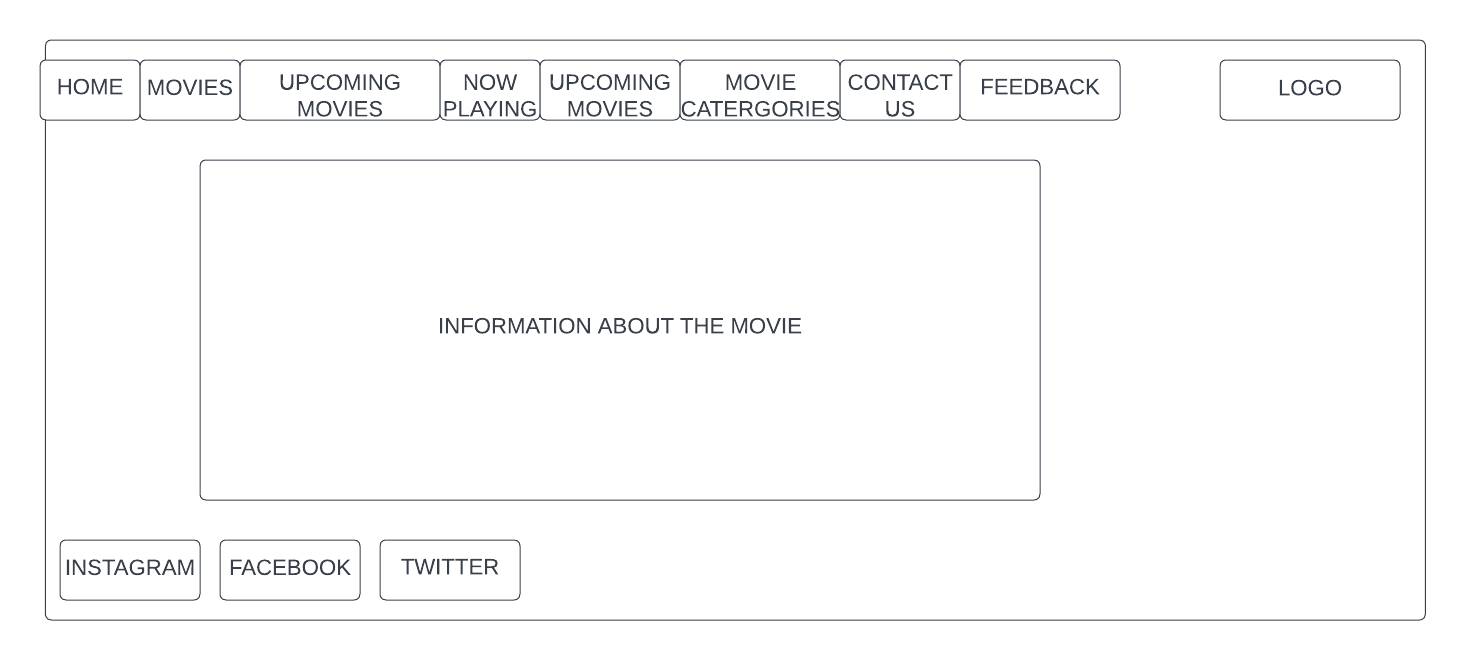 HOME
MOVIES
UPCOMING
MOVIES
NOW
PLAYING
UPCOMING
MOVIES
MOVIE
CATERGORIES
CONTACT
US
FEEDBACK
LOGO
INFORMATION ABOUT THE MOVIE
INSTAGRAM
FACEBOOK
TWITTER